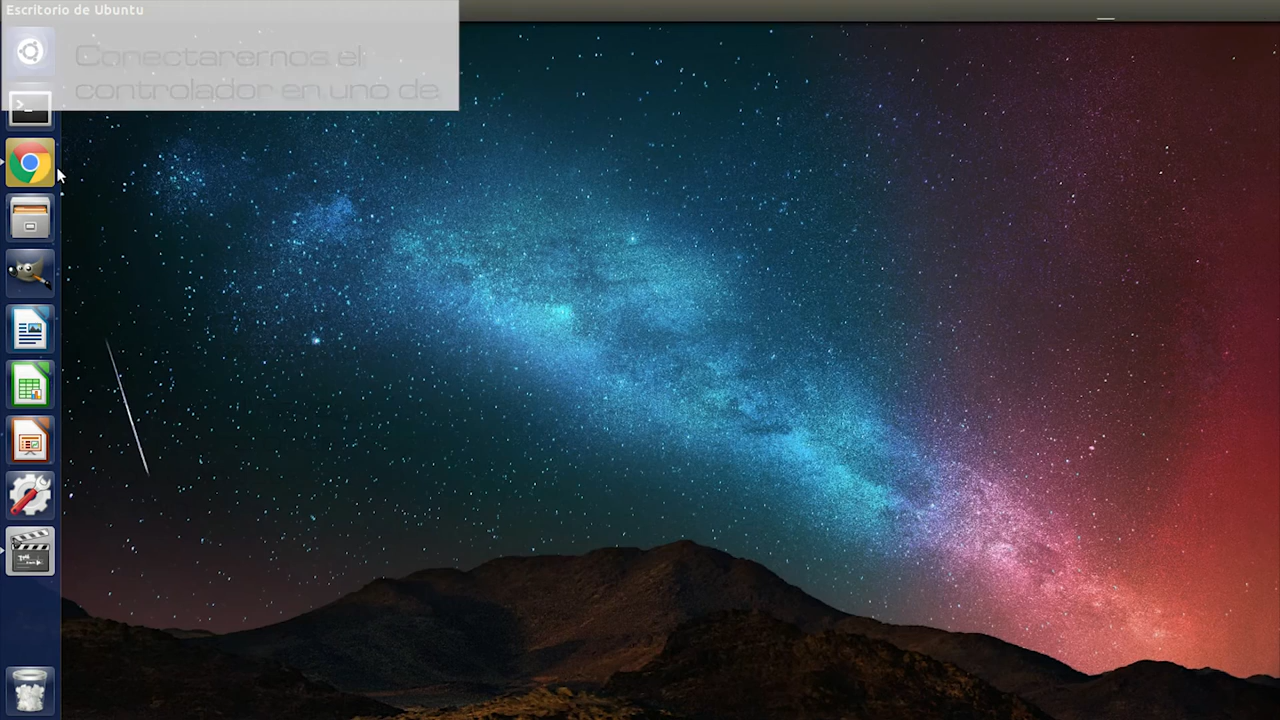 Escritorio de Ubuntu
Conectaremos el
controlador en uno de